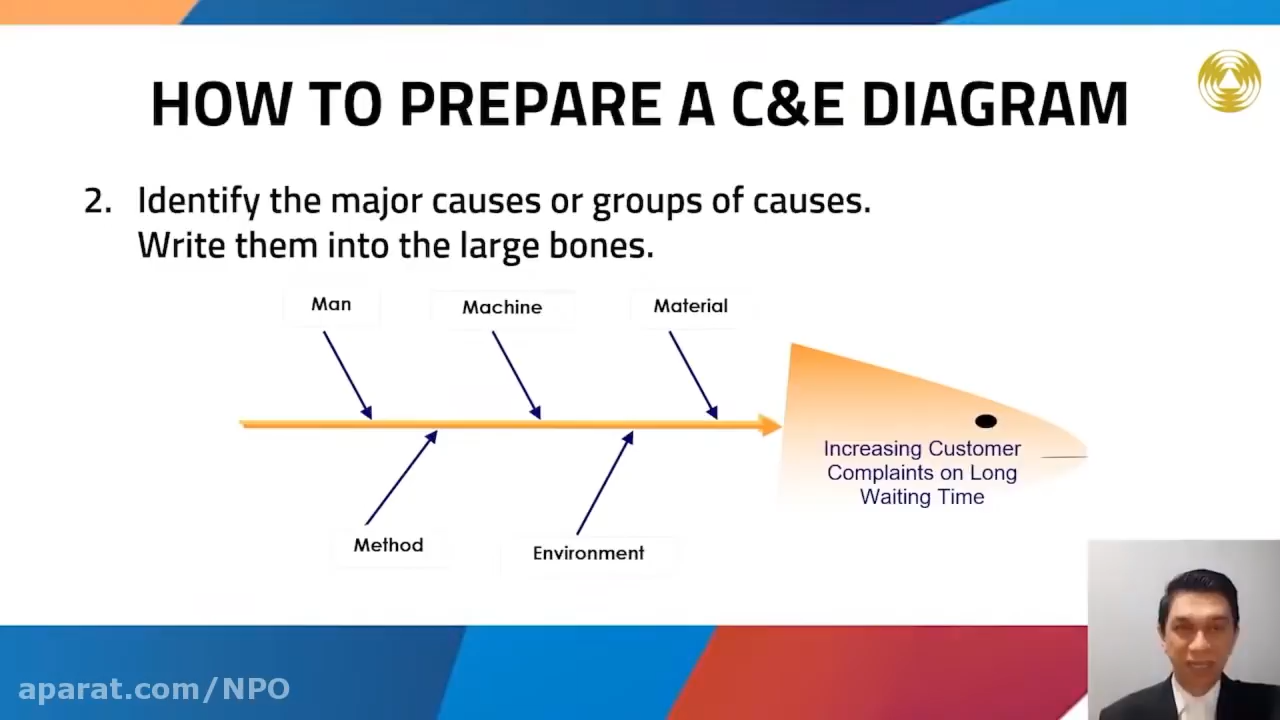 HOW TO PREPARE A C&E DIAGRAM
2. Identify the major causes or groups of causes.
Write them into the large bones.
Man
Machine
Material
Increasing Customer
Complaints on Long
Waiting Time
Method
Environment
aparat.com/NPO